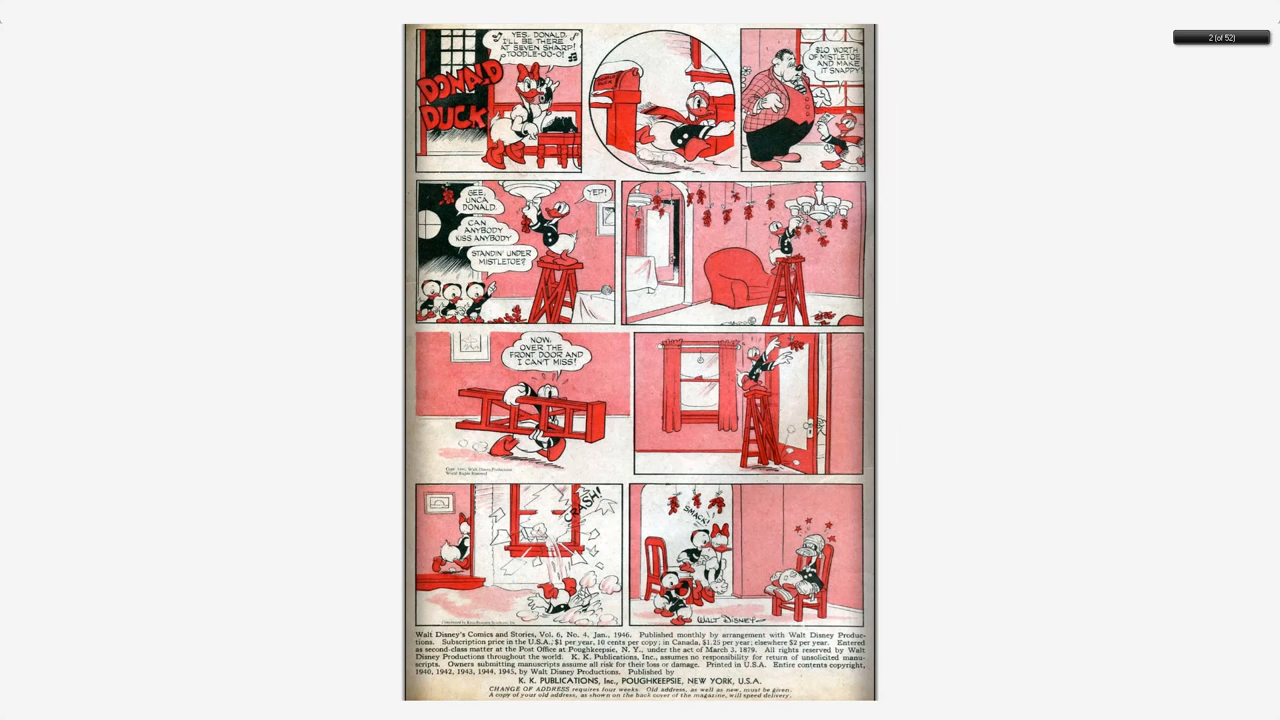 2 (of 52)
DONALD
DUCK
YES, DONALD,
I'LL BE THERE
AT SEVEN SHARP!
TOODLE-OO-O!
$10 WORTH
OF MISTLETOE
AND MAKE
IT SNAPPY!
GEE,
UNCA
DONALD,
CAN
ANYBODY
KISS ANYBODY
STANDIN' UNDER
MISTLETOE?
YEP!
NOW,
OVER THE
FRONT DOOR AND
I CAN'T MISS!
Walt Disney Productions
World Rights Reserved
CRASH!
SMACK!
WALT DISNEY
Walt Disney's Comics and Stories, Vol. 6, No. 4, Jan., 1946. Published monthly by arrangement with Walt Disney Produc-
tions. Subscription price in the U.S.A., $1 per year, 10 cents per copy; in Canada, $1.25 per year; elsewhere $2 per year. Entered
as second-class matter at the Post Office at Poughkeepsie, N. Y., under the act of March 3, 1879. All rights reserved by Walt
Disney Productions throughout the world. K. K. Publications, Inc., assumes no responsibility for return of unsolicited manu-
scripts. Owners submitting manuscripts assume all risk for their loss or damage. Printed in U.S.A. Entire contents copyright,
1940, 1942, 1943, 1944, 1945, by Walt Disney Productions. Published by
K. K. PUBLICATIONS, Inc., POUGHKEEPSIE, NEW YORK, U.S.A.
CHANGE OF ADDRESS requires four weeks. Old address, as well as new, must be given.
A copy of your old address, as shown on the back cover of the magazine, will speed delivery.